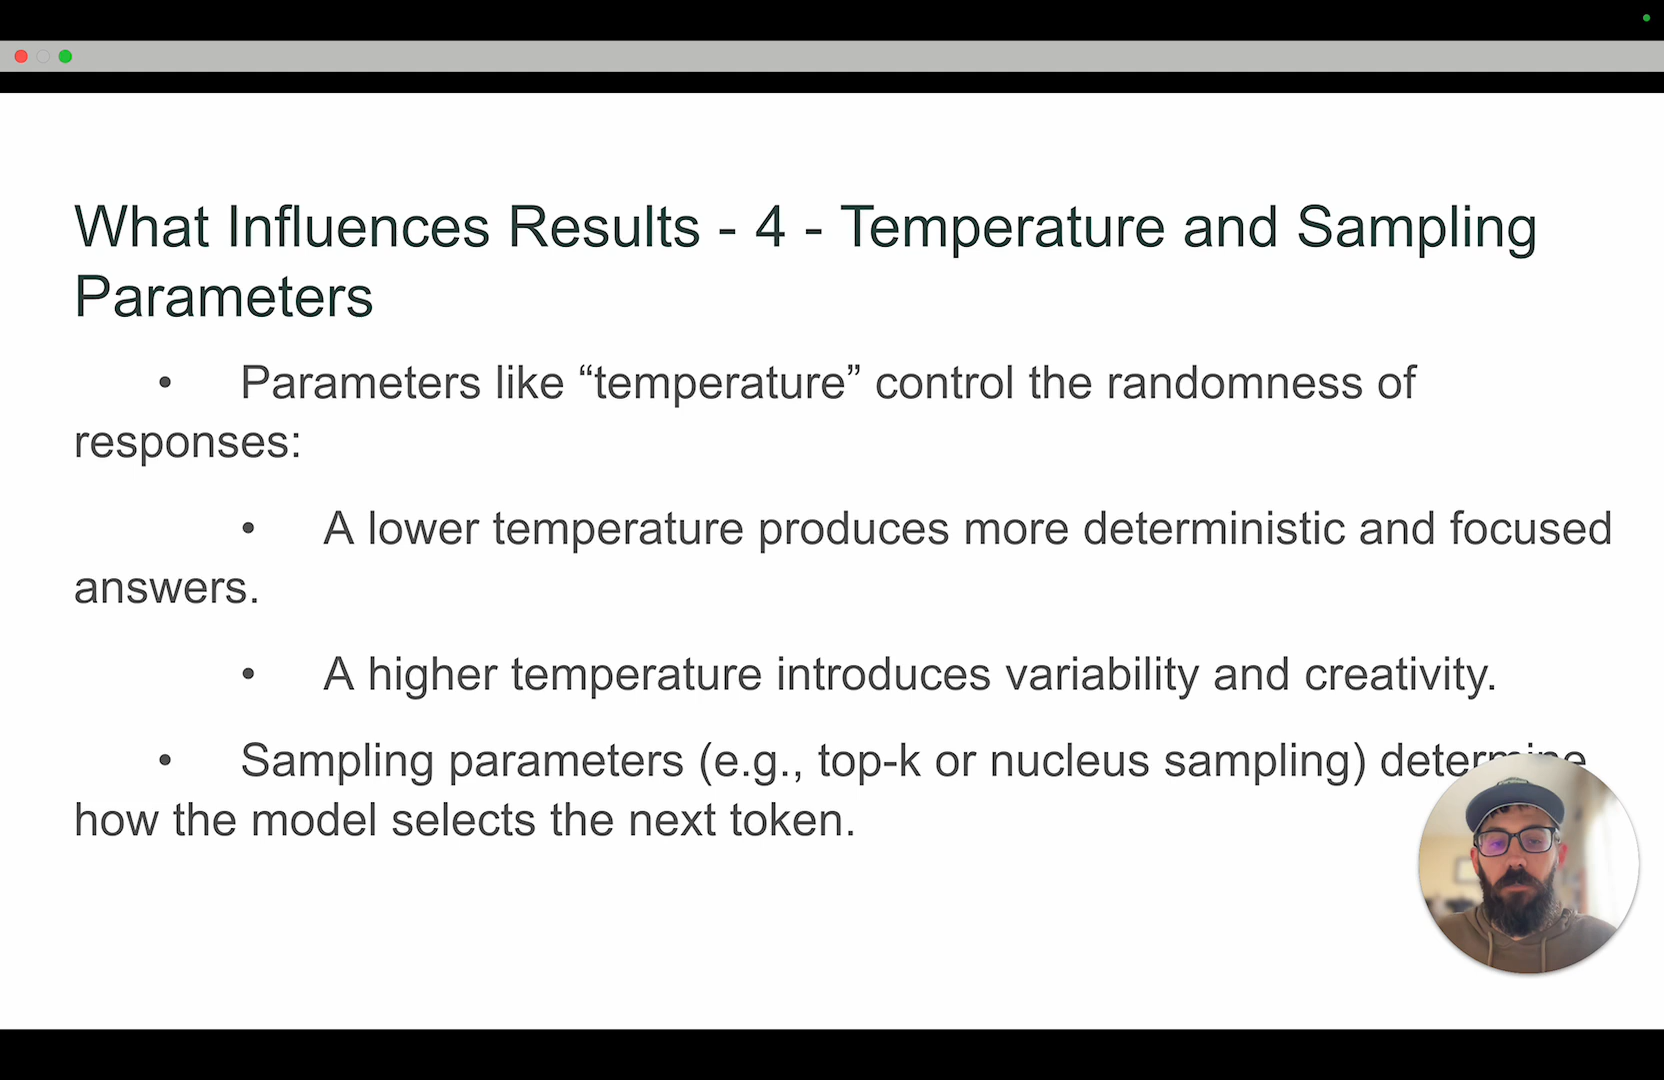 What Influences Results - 4 - Temperature and Sampling
Parameters
• Parameters like “temperature” control the randomness of
responses:
• A lower temperature produces more deterministic and focused
answers.
• A higher temperature introduces variability and creativity.
• Sampling parameters (e.g., top-k or nucleus sampling) determine
how the model selects the next token.